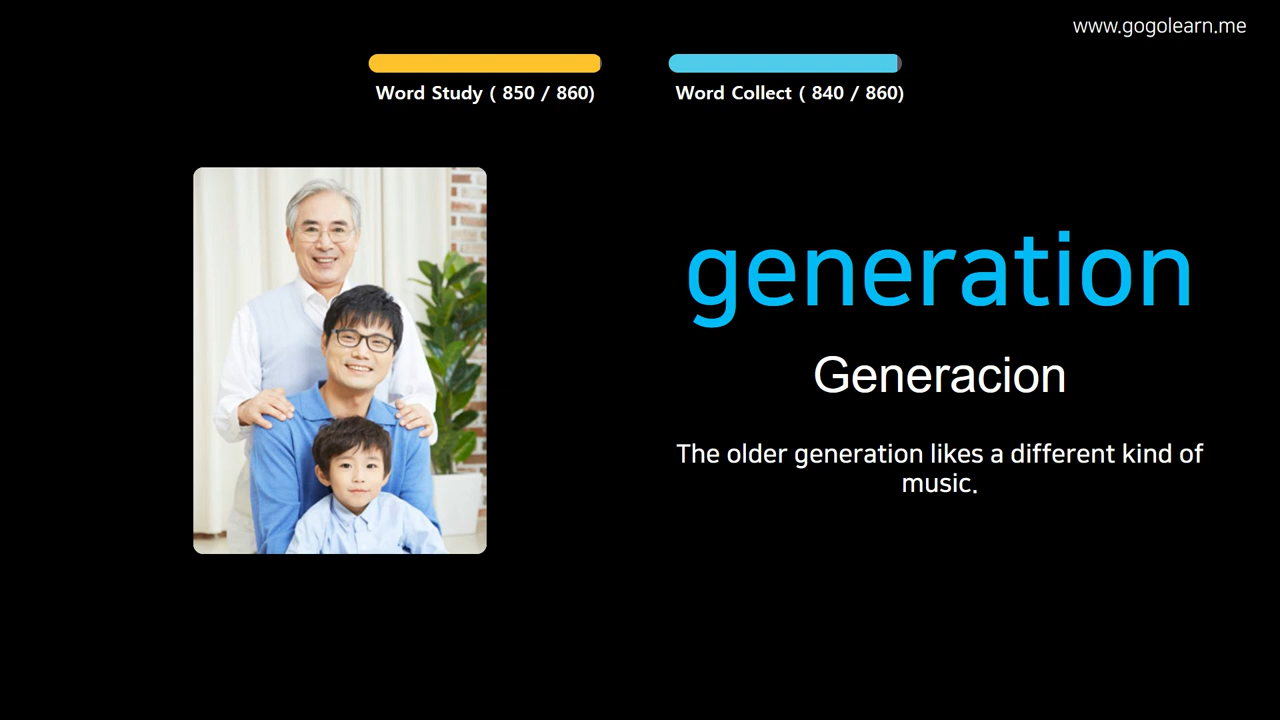 www.gogolearn.me
Word Study ( 850 / 860)
Word Collect ( 840 / 860)
generation
Generacion
The older generation likes a different kind of
music.